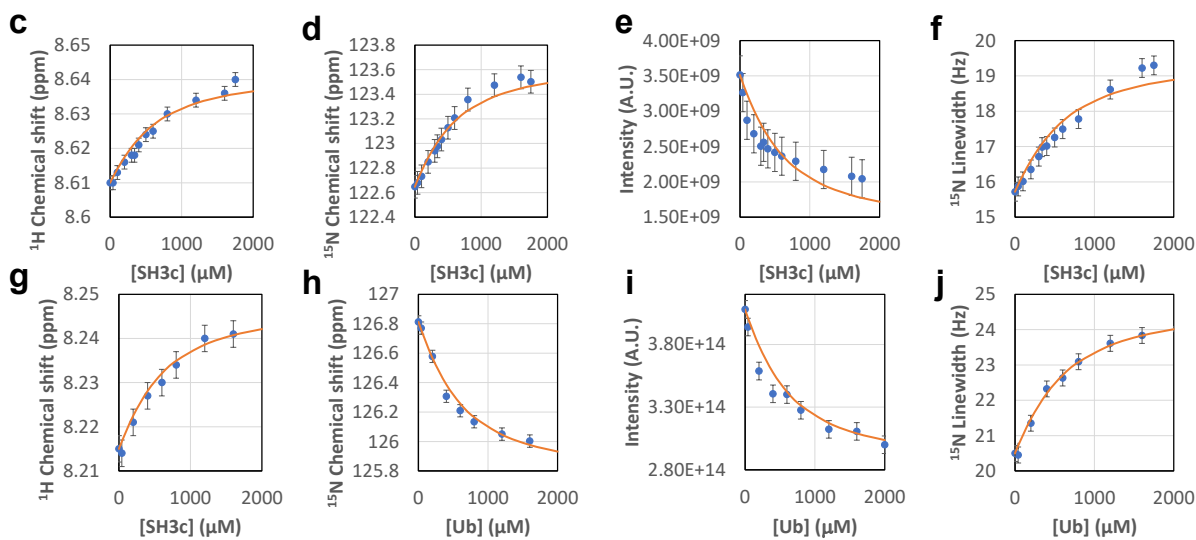 c
¹H Chemical shift (ppm)
8.65
8.64
8.63
8.62
8.61
8.6
0
1000
2000
[SH3c] (µM)
d
¹⁵N Chemical shift (ppm)
123.8
123.6
123.4
123.2
123
122.8
122.6
122.4
0
1000
2000
[SH3c] (µM)
e
Intensity (A.U.)
4.00E+09
3.50E+09
3.00E+09
2.50E+09
2.00E+09
1.50E+09
0
1000
2000
[SH3c] (µM)
f
¹⁵N Linewidth (Hz)
20
19
18
17
16
15
0
1000
2000
[SH3c] (µM)
g
¹H Chemical shift (ppm)
8.25
8.24
8.23
8.22
8.21
0
1000
2000
[SH3c] (µM)
h
¹⁵N Chemical shift (ppm)
127
126.8
126.6
126.4
126.2
126
125.8
0
1000
2000
[Ub] (µM)
i
Intensity (A.U.)
3.80E+14
3.30E+14
2.80E+14
0
1000
2000
[Ub] (µM)
j
¹⁵N Linewidth (Hz)
25
24
23
22
21
20
0
1000
2000
[Ub] (µM)